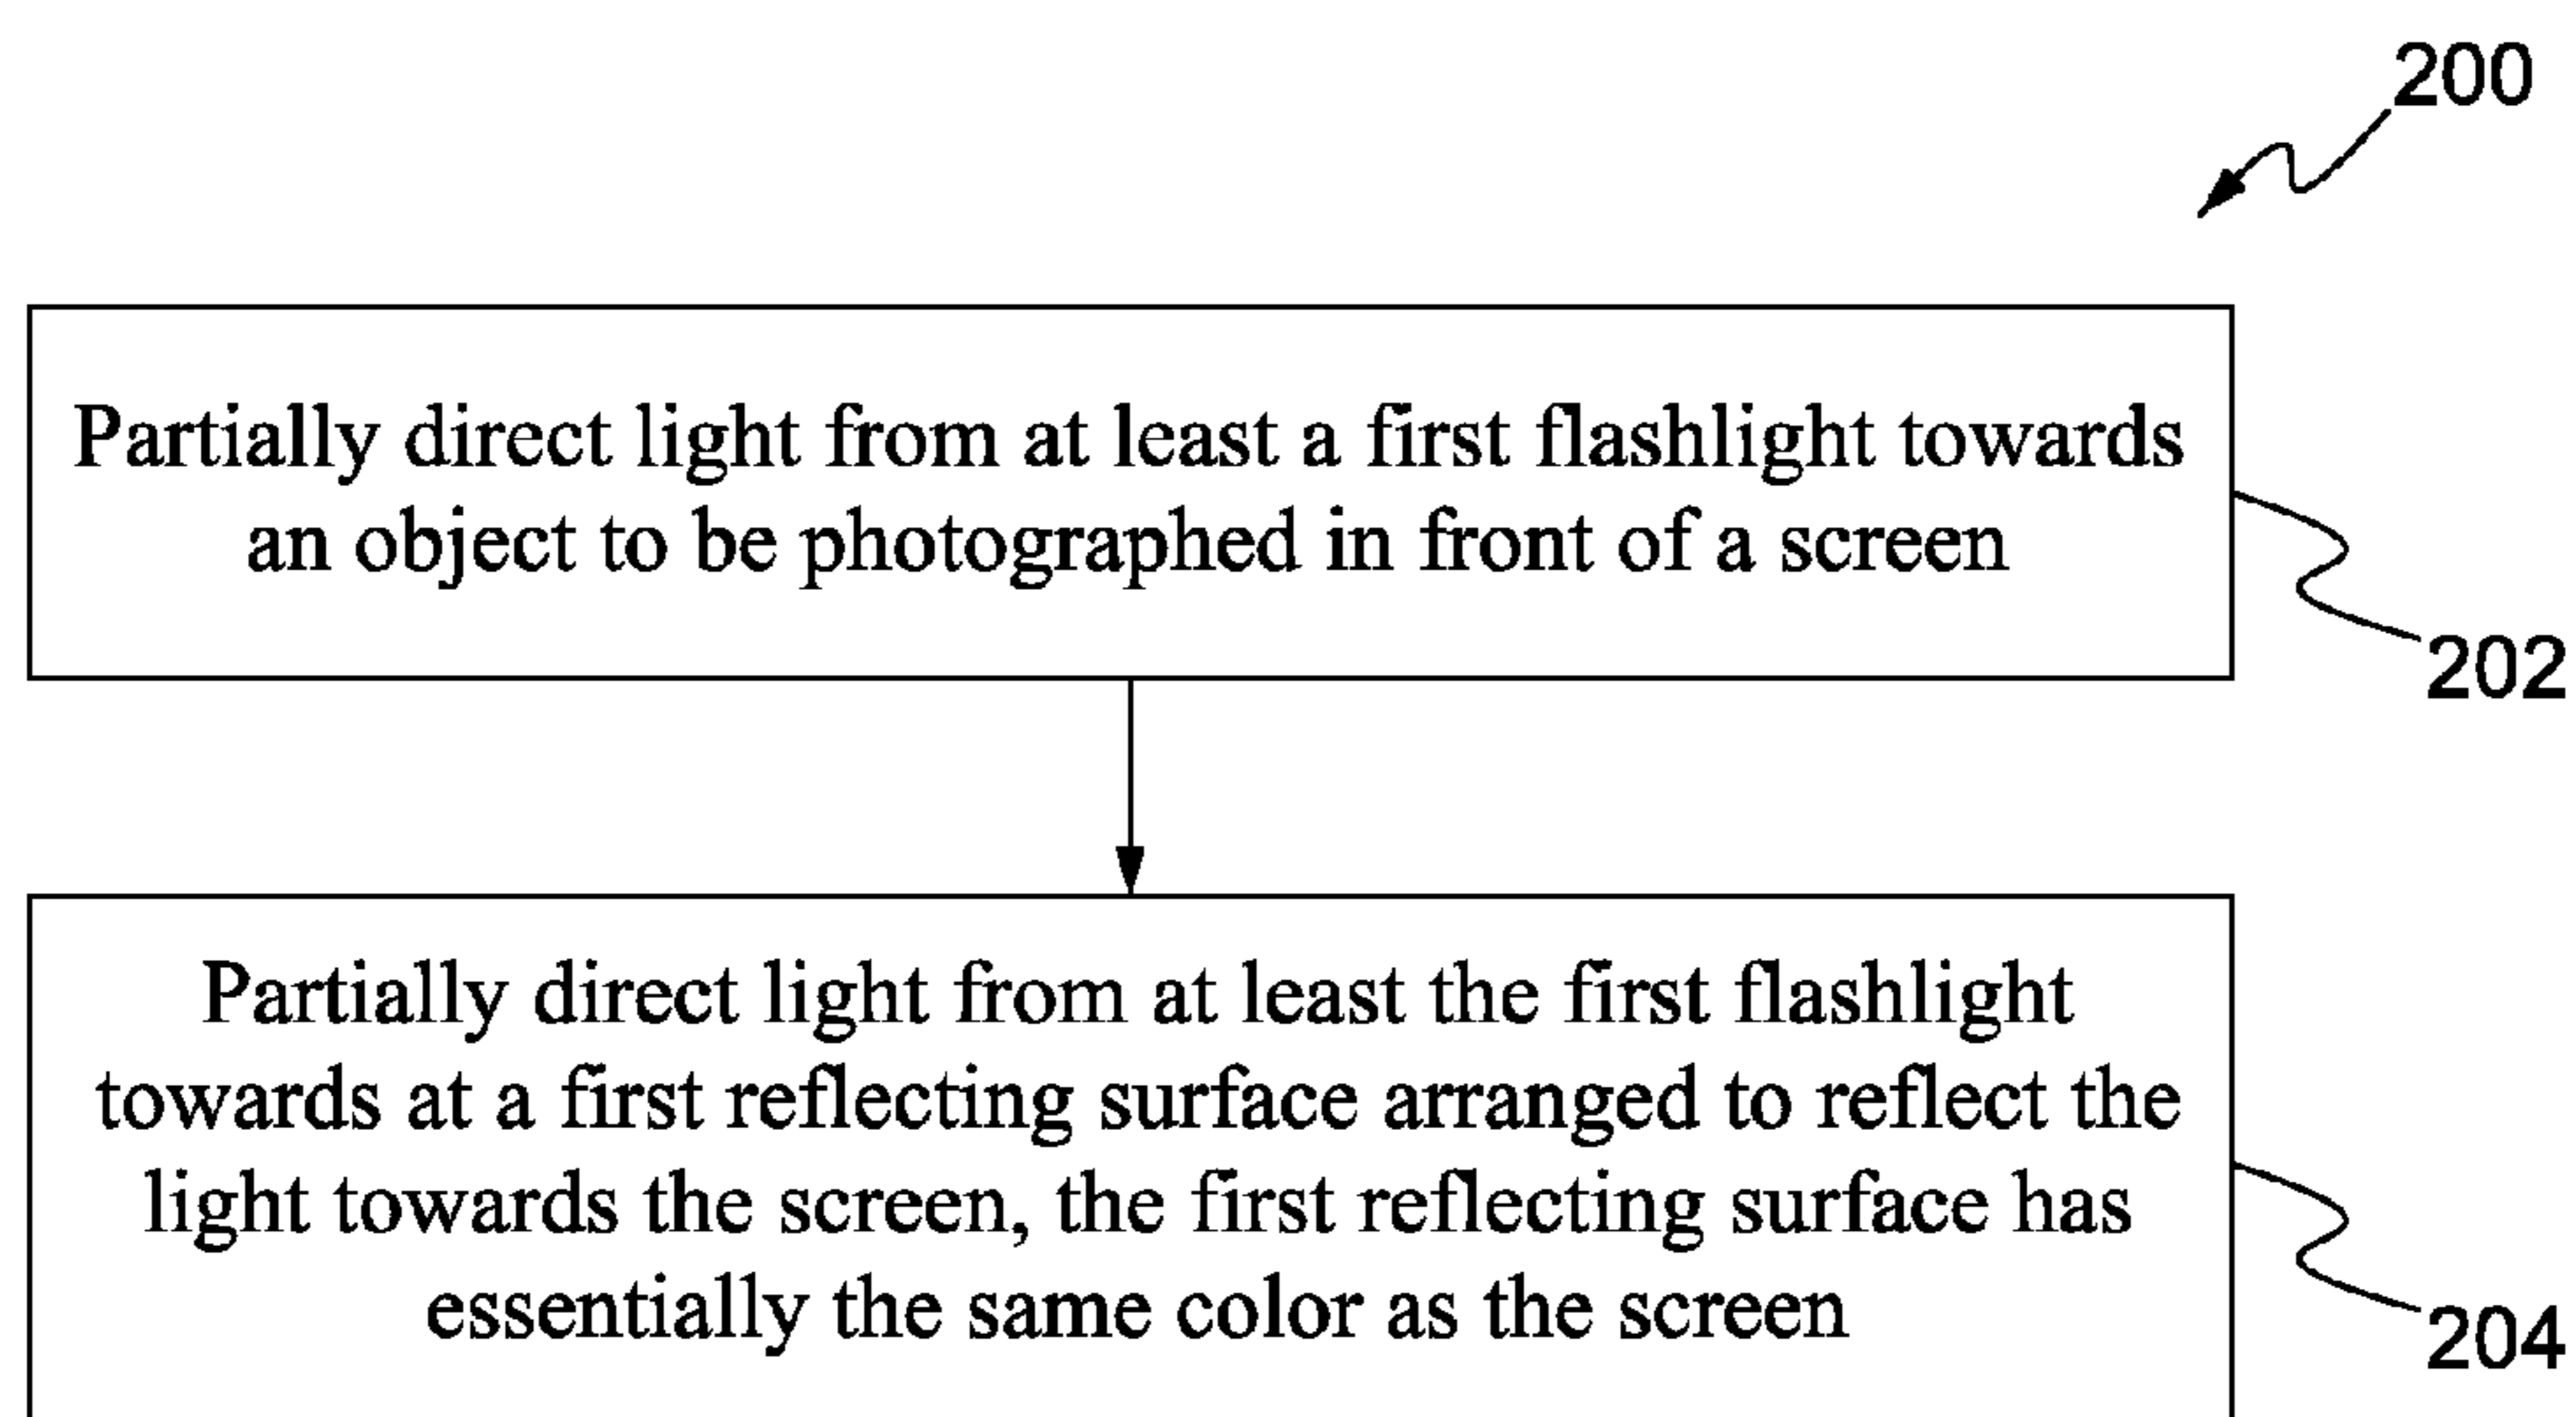 200
Partially direct light from at least a first flashlight towards
an object to be photographed in front of a screen
202
Partially direct light from at least the first flashlight
towards at a first reflecting surface arranged to reflect the
light towards the screen, the first reflecting surface has
essentially the same color as the screen
204